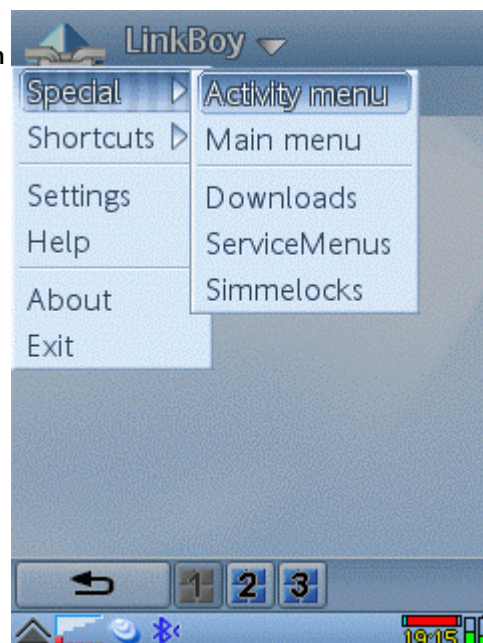 n
LinkBoy
Special
Activity menu
Shortcuts
Main menu
Settings
Downloads
Help
ServiceMenus
About
Simmelocks
Exit
1 2 3
19:15